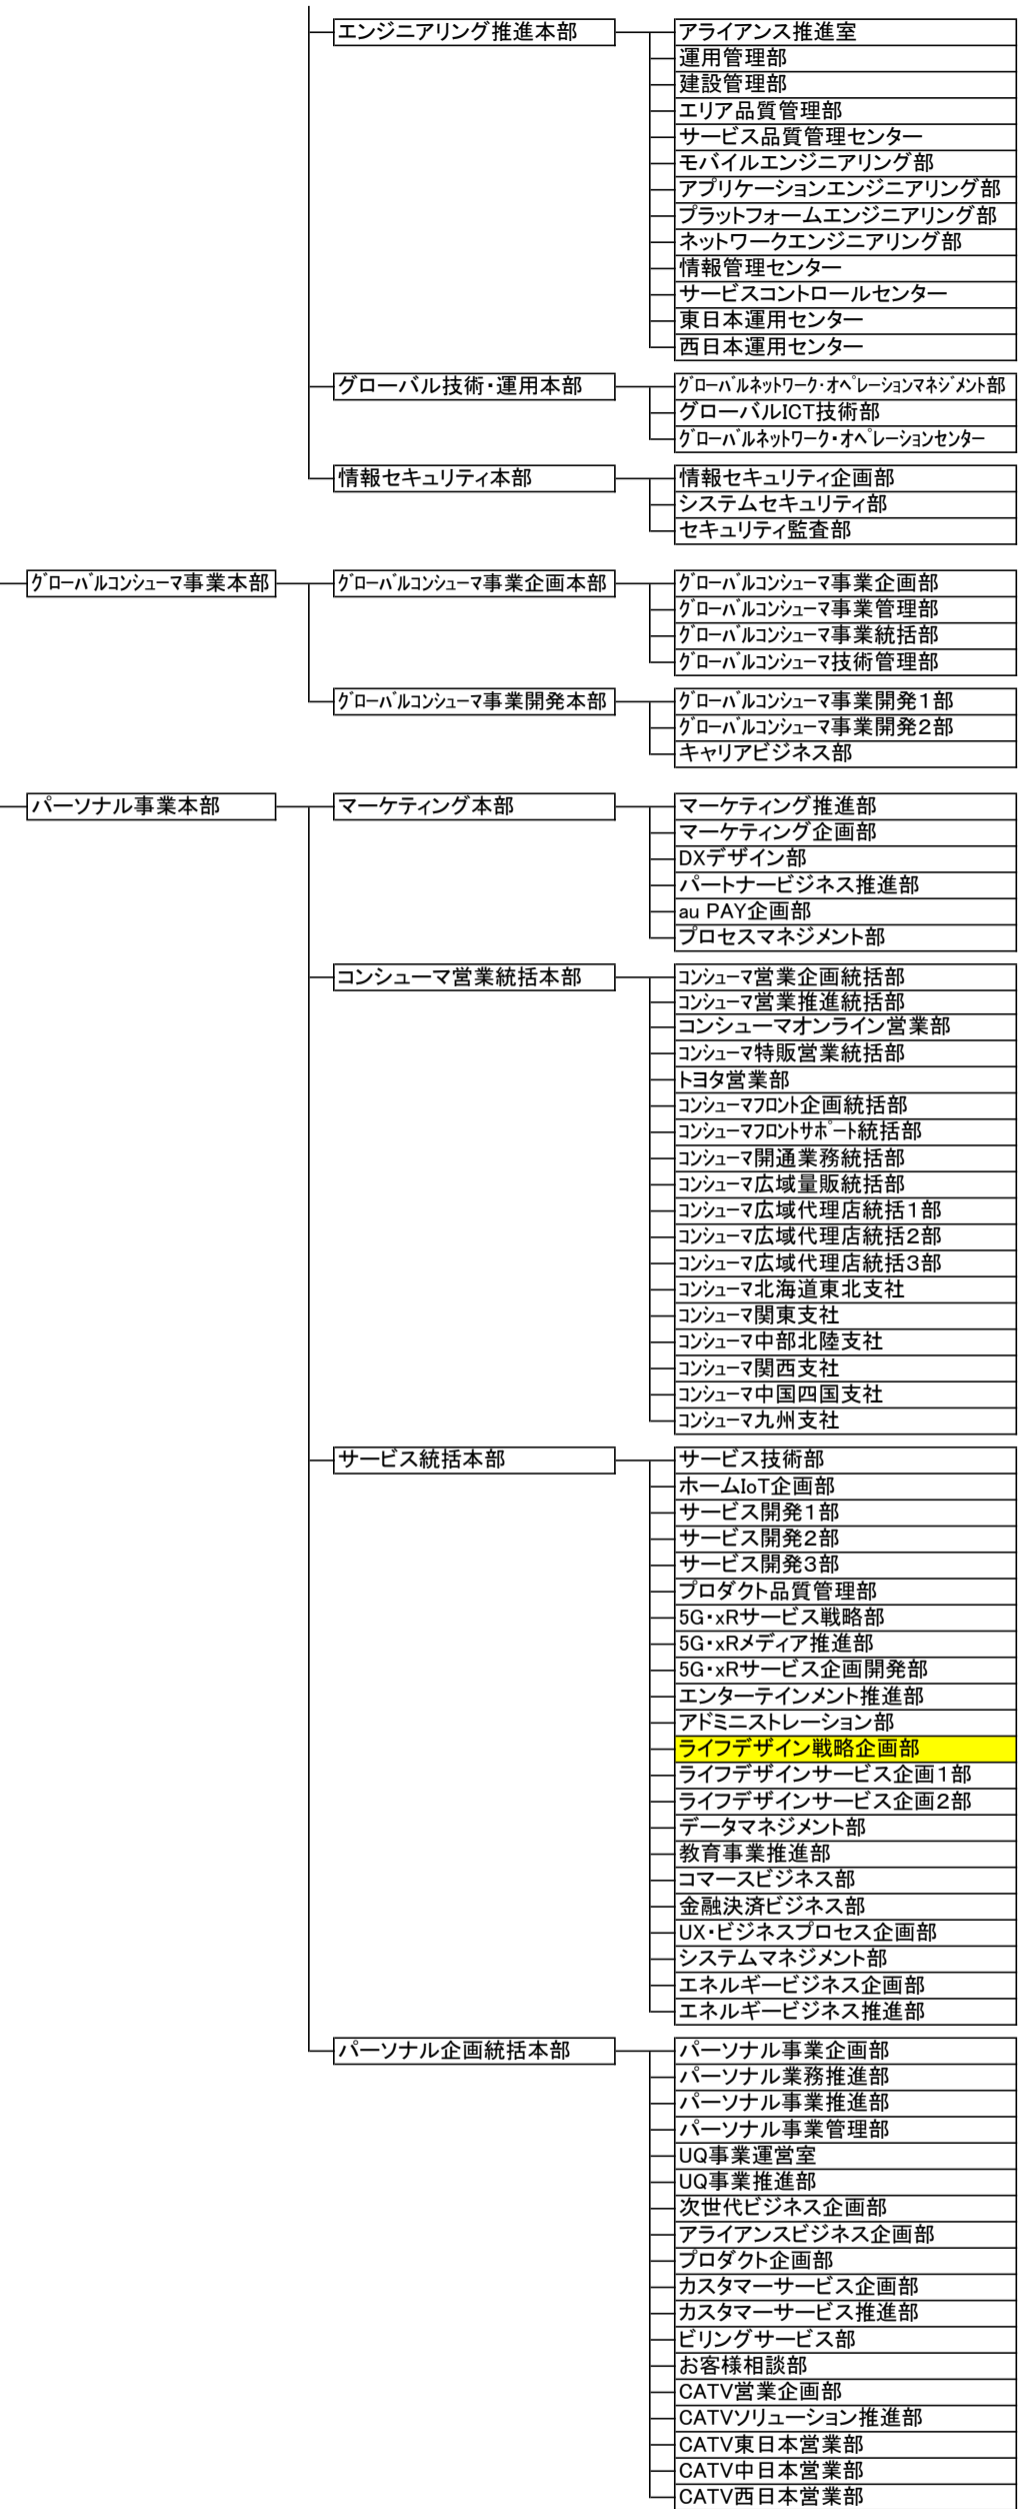 エンジニアリング推進本部
アライアンス推進室
運用管理部
建設管理部
エリア品質管理部
サービス品質管理センター
モバイルエンジニアリング部
アプリケーションエンジニアリング部
プラットフォームエンジニアリング部
ネットワークエンジニアリング部
情報管理センター
サービスコントロールセンター
東日本運用センター
西日本運用センター
グローバル技術・運用本部
ｸﾞﾛｰﾊﾞﾙﾈｯﾄﾜｰｸ・ｵﾍﾟﾚｰｼｮﾝﾏﾈｼﾞﾒﾝﾄ部
グローバルICT技術部
ｸﾞﾛｰﾊﾞﾙﾈｯﾄﾜｰｸ・ｵﾍﾟﾚｰｼｮﾝｾﾝﾀｰ
情報セキュリティ本部
情報セキュリティ企画部
システムセキュリティ部
セキュリティ監査部
ｸﾞﾛｰﾊﾞﾙｺﾝｼｭｰﾏ事業本部
ｸﾞﾛｰﾊﾞﾙｺﾝｼｭｰﾏ事業企画本部
ｸﾞﾛｰﾊﾞﾙｺﾝｼｭｰﾏ事業企画部
ｸﾞﾛｰﾊﾞﾙｺﾝｼｭｰﾏ事業管理部
ｸﾞﾛｰﾊﾞﾙｺﾝｼｭｰﾏ事業統括部
ｸﾞﾛｰﾊﾞﾙｺﾝｼｭｰﾏ技術管理部
ｸﾞﾛｰﾊﾞﾙｺﾝｼｭｰﾏ事業開発本部
ｸﾞﾛｰﾊﾞﾙｺﾝｼｭｰﾏ事業開発１部
ｸﾞﾛｰﾊﾞﾙｺﾝｼｭｰﾏ事業開発２部
キャリアビジネス部
パーソナル事業本部
マーケティング本部
マーケティング推進部
マーケティング企画部
DXデザイン部
パートナービジネス推進部
au PAY企画部
プロセスマネジメント部
コンシューマ営業統括本部
ｺﾝｼｭｰﾏ営業企画統括部
ｺﾝｼｭｰﾏ営業推進統括部
コンシューマオンライン営業部
ｺﾝｼｭｰﾏ特販営業統括部
トヨタ営業部
ｺﾝｼｭｰﾏﾌﾛﾝﾄ企画統括部
ｺﾝｼｭｰﾏﾌﾛﾝﾄｻﾎﾟｰﾄ統括部
ｺﾝｼｭｰﾏ開通業務統括部
ｺﾝｼｭｰﾏ広域量販統括部
ｺﾝｼｭｰﾏ広域代理店統括１部
ｺﾝｼｭｰﾏ広域代理店統括２部
ｺﾝｼｭｰﾏ広域代理店統括３部
ｺﾝｼｭｰﾏ北海道東北支社
ｺﾝｼｭｰﾏ関東支社
ｺﾝｼｭｰﾏ中部北陸支社
ｺﾝｼｭｰﾏ関西支社
ｺﾝｼｭｰﾏ中国四国支社
ｺﾝｼｭｰﾏ九州支社
サービス統括本部
サービス技術部
ホームIoT企画部
サービス開発１部
サービス開発２部
サービス開発３部
プロダクト品質管理部
5G・xRサービス戦略部
5G・xRメディア推進部
5G・xRサービス企画開発部
エンターテインメント推進部
アドミニストレーション部
ライフデザイン戦略企画部
ライフデザインサービス企画１部
ライフデザインサービス企画２部
データマネジメント部
教育事業推進部
コマースビジネス部
金融決済ビジネス部
UX・ビジネスプロセス企画部
システムマネジメント部
エネルギービジネス企画部
エネルギービジネス推進部
パーソナル企画統括本部
パーソナル事業企画部
パーソナル業務推進部
パーソナル事業推進部
パーソナル事業管理部
UQ事業運営室
UQ事業推進部
次世代ビジネス企画部
アライアンスビジネス企画部
プロダクト企画部
カスタマーサービス企画部
カスタマーサービス推進部
ビリングサービス部
お客様相談部
CATV営業企画部
CATVソリューション推進部
CATV東日本営業部
CATV中日本営業部
CATV西日本営業部